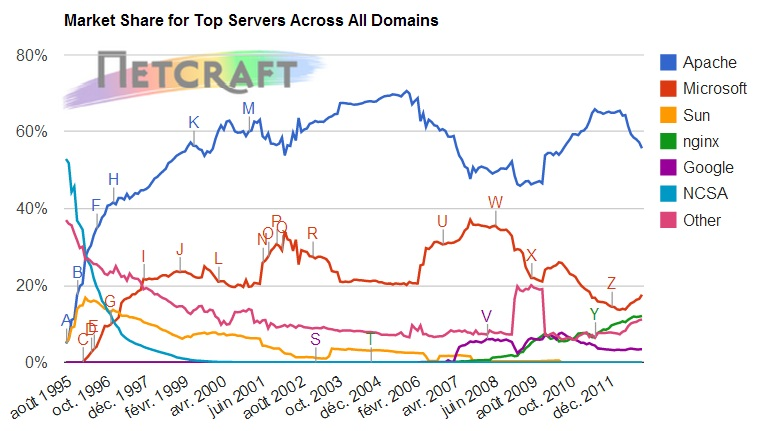 Market Share for Top Servers Across All Domains
NETCRAFT
80%
60%
40%
20%
0%
A
B
C
D
E
F
G
H
I
J
K
L
M
N
O
P
Q
R
S
T
U
V
W
X
Y
Z
août 1995
oct. 1996
déc. 1997
févr. 1999
avr. 2000
juin 2001
août 2002
oct. 2003
déc. 2004
févr. 2006
avr. 2007
juin 2008
août 2009
oct. 2010
déc. 2011
Apache
Microsoft
Sun
nginx
Google
NCSA
Other